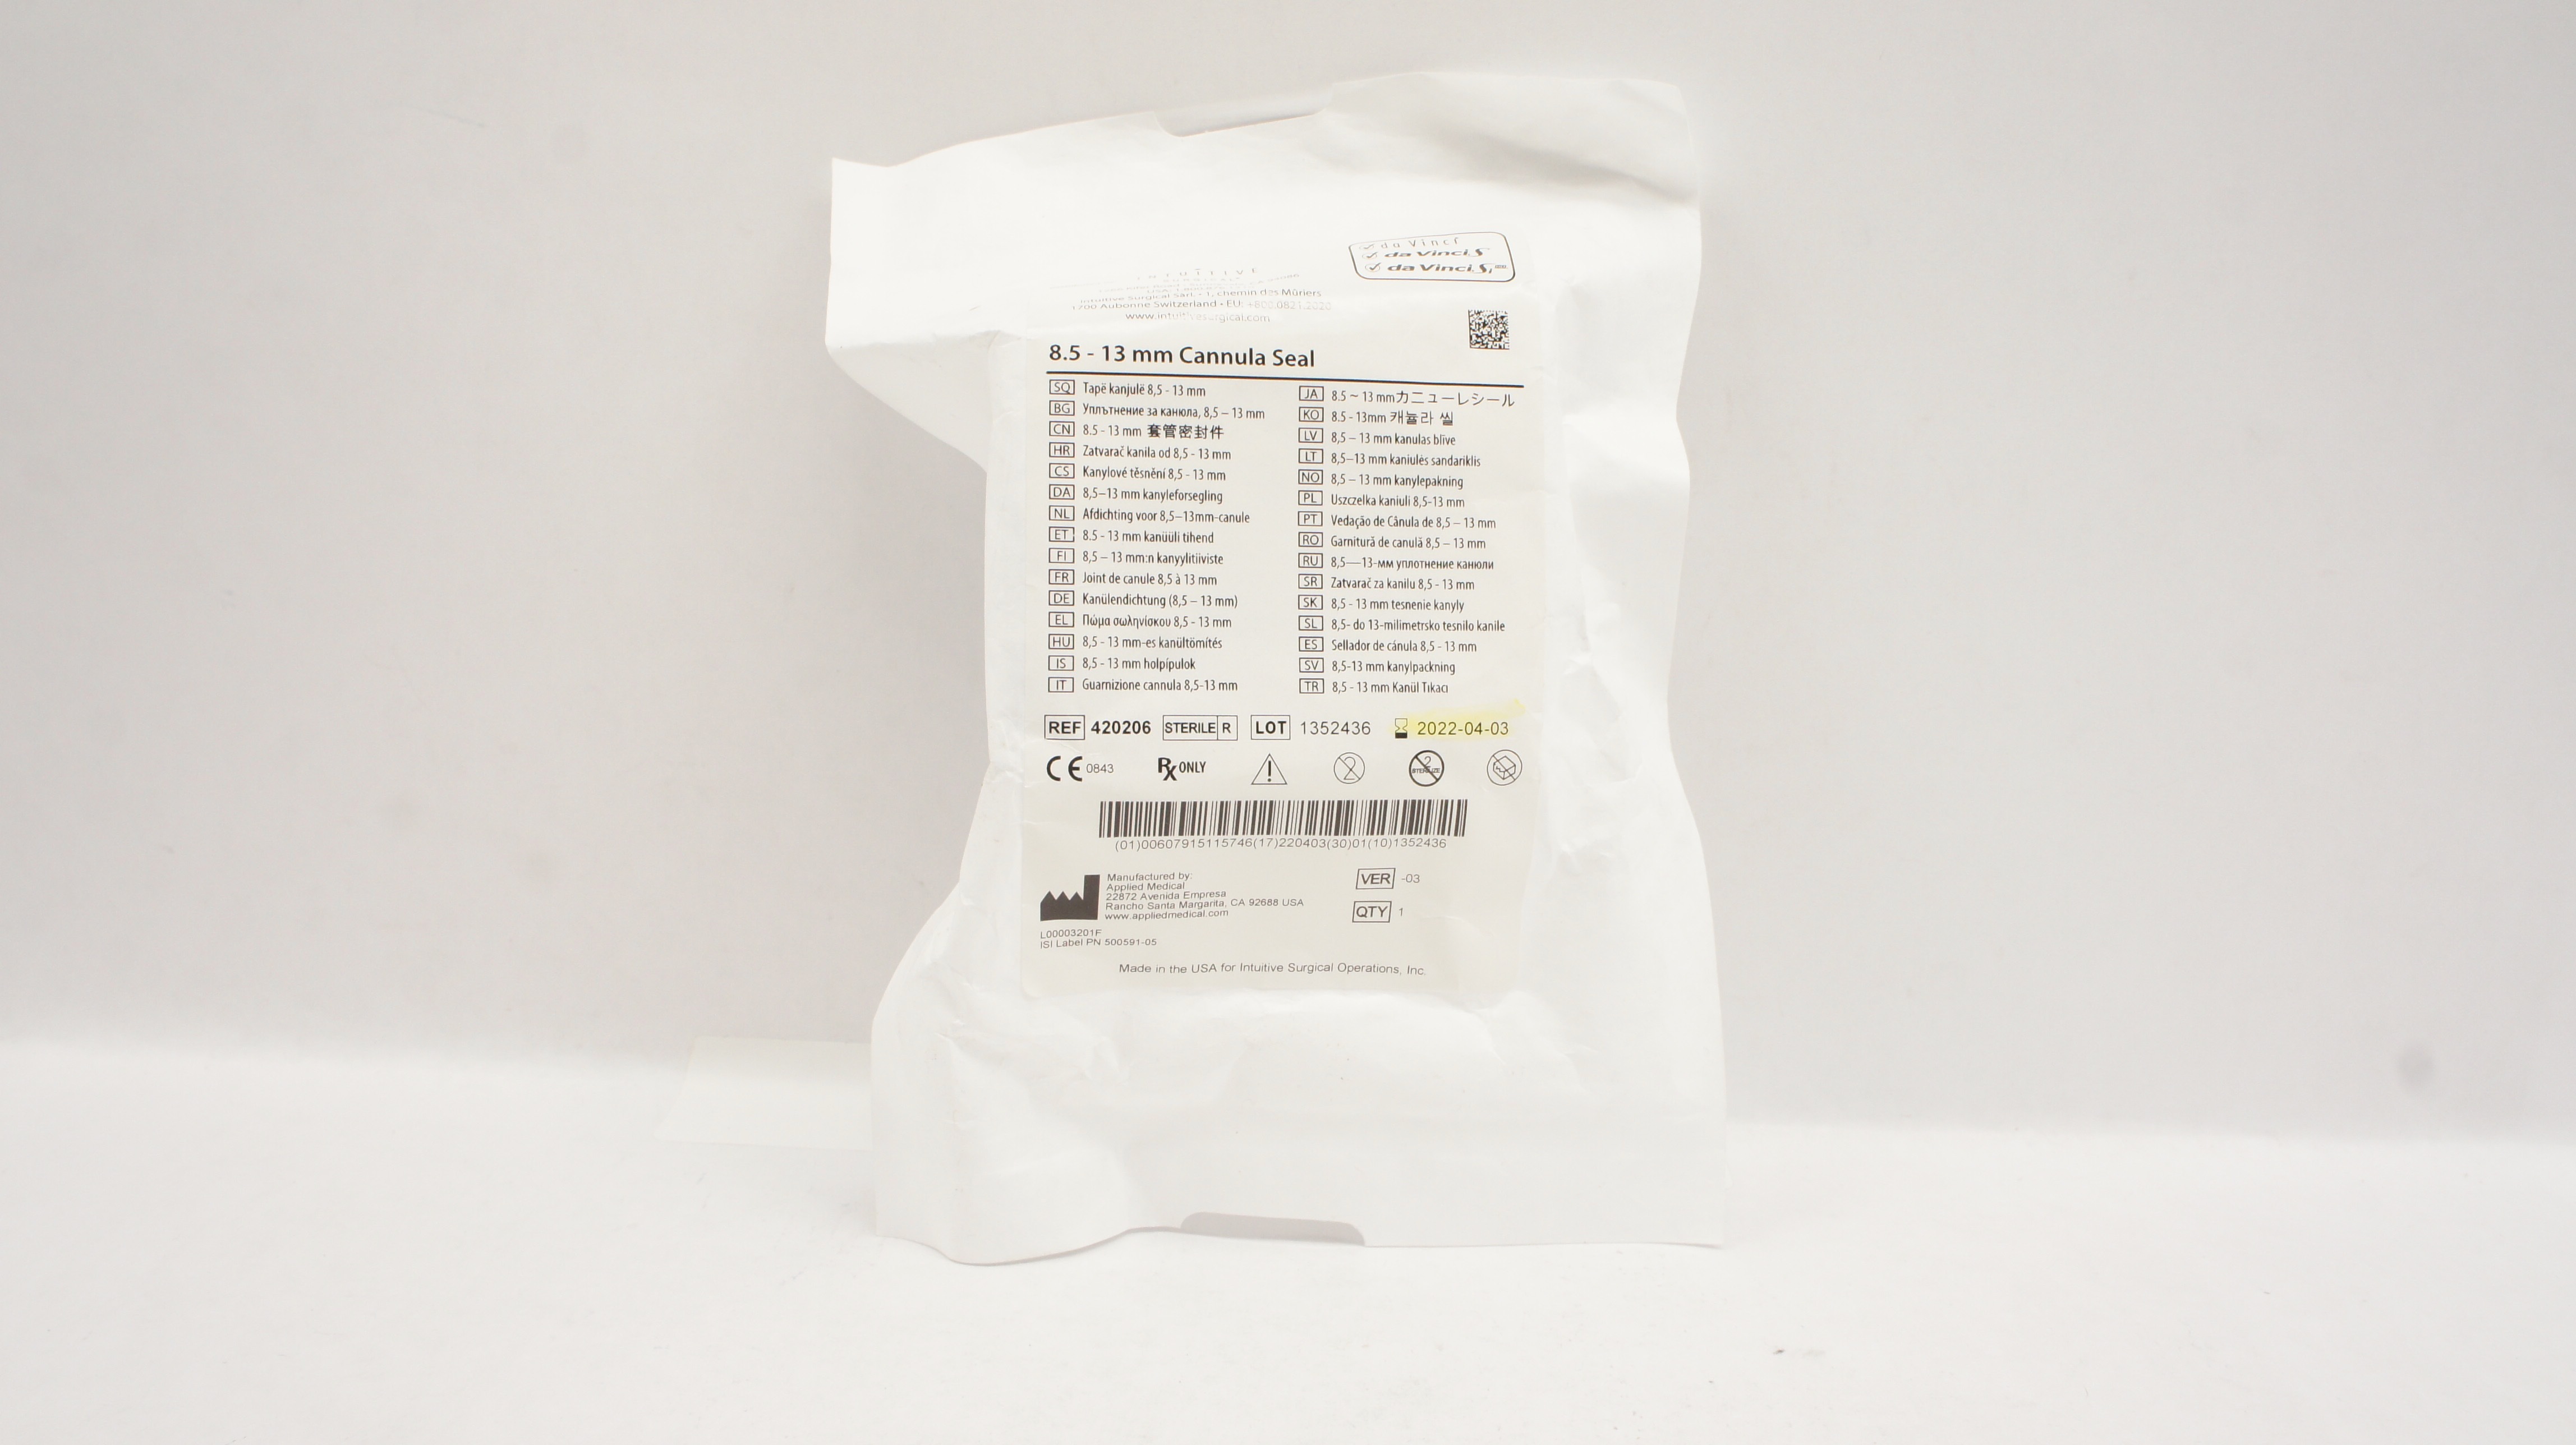 da Vinci
da Vinci S
da Vinci Si
INTUITIVE
Intuitive Surgical Sàrl • 1, chemin des Mûriers
1700 Aubonne Switzerland • EU: +800.0821.2020
www.intuitivesurgical.com
8.5 - 13 mm Cannula Seal
SQ Tapë kanjulë 8,5 - 13 mm
BG Уплътнение за канюла, 8,5 – 13 mm
CN 8.5 - 13 mm 套管密封件
HR Zatvarač kanila od 8,5 - 13 mm
CS Kanylové těsnění 8,5 - 13 mm
DA 8,5–13 mm kanyleforsegling
NL Afdichting voor 8,5–13mm-canule
ET 8.5 - 13 mm kanüüli tihend
FI 8,5 – 13 mm:n kanyylitiiviste
FR Joint de canule 8,5 à 13 mm
DE Kanülendichtung (8,5 – 13 mm)
EL Πώμα σωληνίσκου 8,5 - 13 mm
HU 8,5 - 13 mm-es kanültömítés
IS 8,5 - 13 mm holpípulok
IT Guarnizione cannula 8,5-13 mm
JA 8.5 ~ 13 mmカニューレシール
KO 8.5 - 13mm 캐뉼라 씰
LV 8,5 – 13 mm kanulas blīve
LT 8,5–13 mm kaniulės sandariklis
NO 8,5 – 13 mm kanylepakning
PL Uszczelka kaniuli 8,5-13 mm
PT Vedação de Cânula de 8,5 – 13 mm
RO Garnitură de canulă 8,5 – 13 mm
RU 8,5—13-мм уплотнение канюли
SR Zatvarač za kanilu 8,5 - 13 mm
SK 8,5 - 13 mm tesnenie kanyly
SL 8,5- do 13-milimetrsko tesnilo kanile
ES Sellador de cánula 8,5 - 13 mm
SV 8,5-13 mm kanylpackning
TR 8,5 - 13 mm Kanül Tıkacı
REF 420206 STERILE R LOT 1352436 2022-04-03
CE 0843 Rx ONLY 2 2 STERILIZE
(01)00607915115746(17)220403(30)01(10)1352436
Manufactured by:
Applied Medical
22872 Avenida Empresa
Rancho Santa Margarita, CA 92688 USA
www.appliedmedical.com
VER -03
QTY 1
L00003201F
ISI Label PN 500591-05
Made in the USA for Intuitive Surgical Operations, Inc.